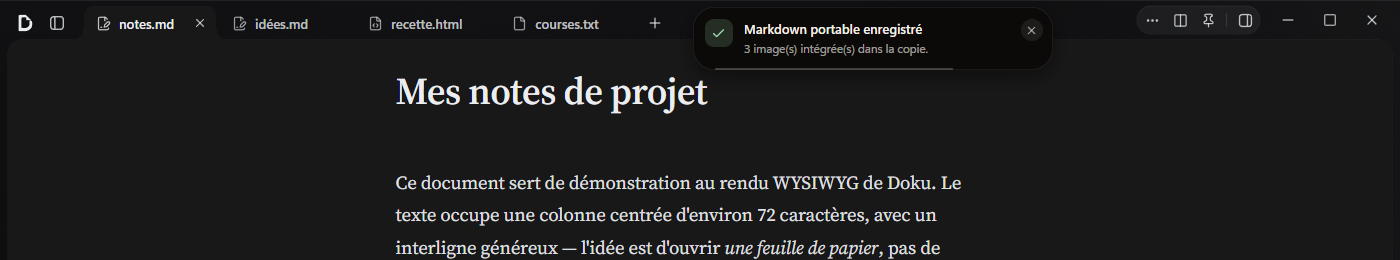 notes.md
idées.md
recette.html
courses.txt
Markdown portable enregistré
3 image(s) intégrée(s) dans la copie.
Mes notes de projet
Ce document sert de démonstration au rendu WYSIWYG de Doku. Le
texte occupe une colonne centrée d'environ 72 caractères, avec un
interligne généreux — l'idée est d'ouvrir une feuille de papier, pas de